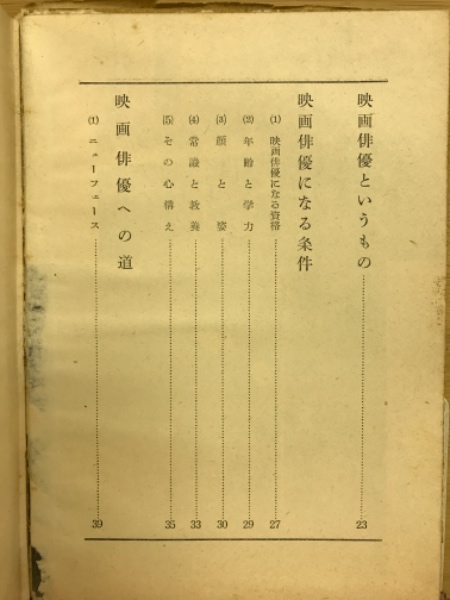 映画俳優というもの……23
映画俳優になる条件
(1) 映画俳優になる資格……27
(2) 年齢と学力……29
(3) 顔と姿……30
(4) 常識と教養……33
(5) その心構え……35
映画俳優への道
(1) ニューフェース……39